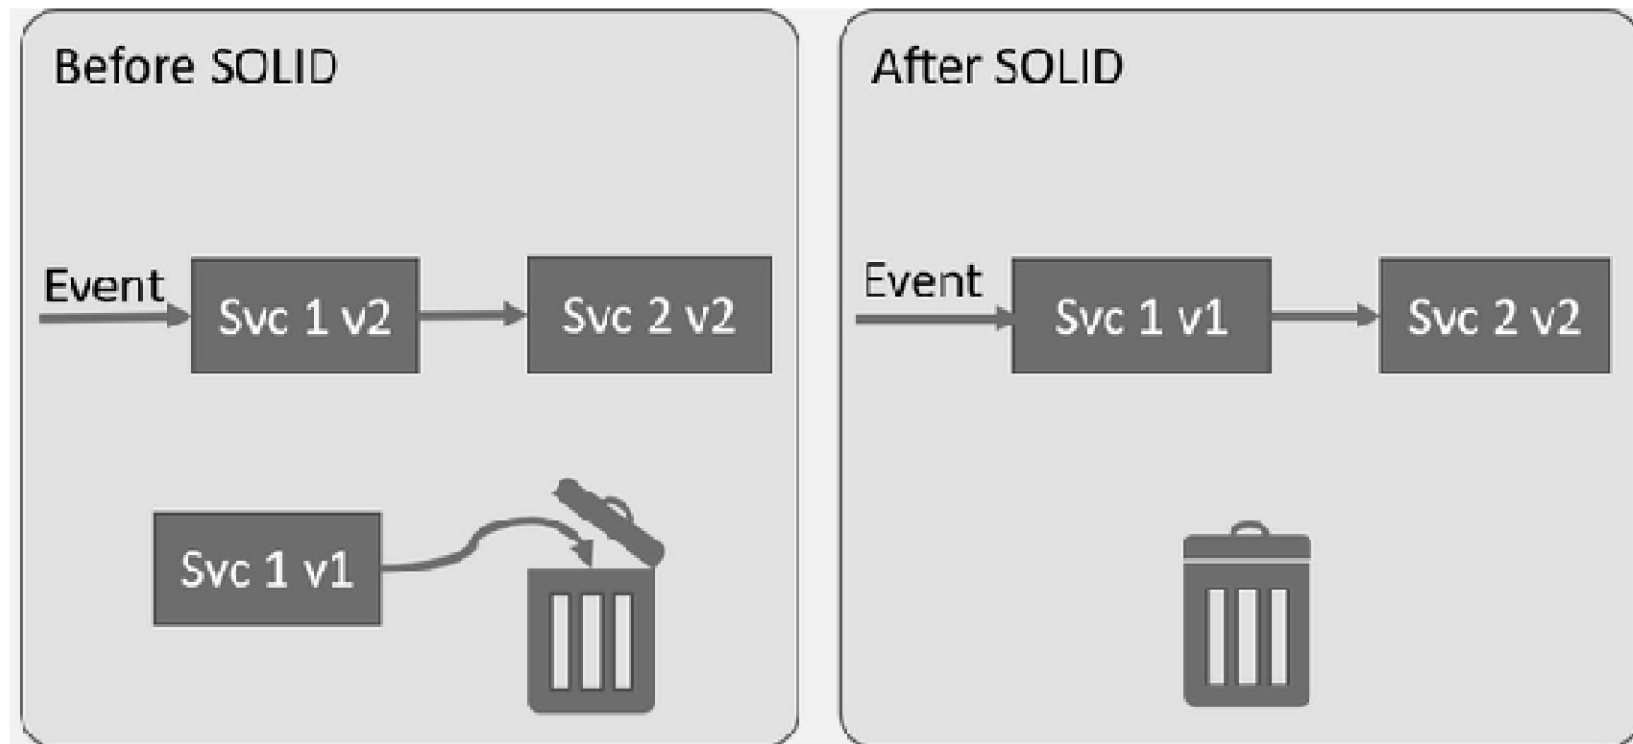 Before SOLID
Event
Svc 1 v2
Svc 2 v2
Svc 1 v1
After SOLID
Event
Svc 1 v1
Svc 2 v2